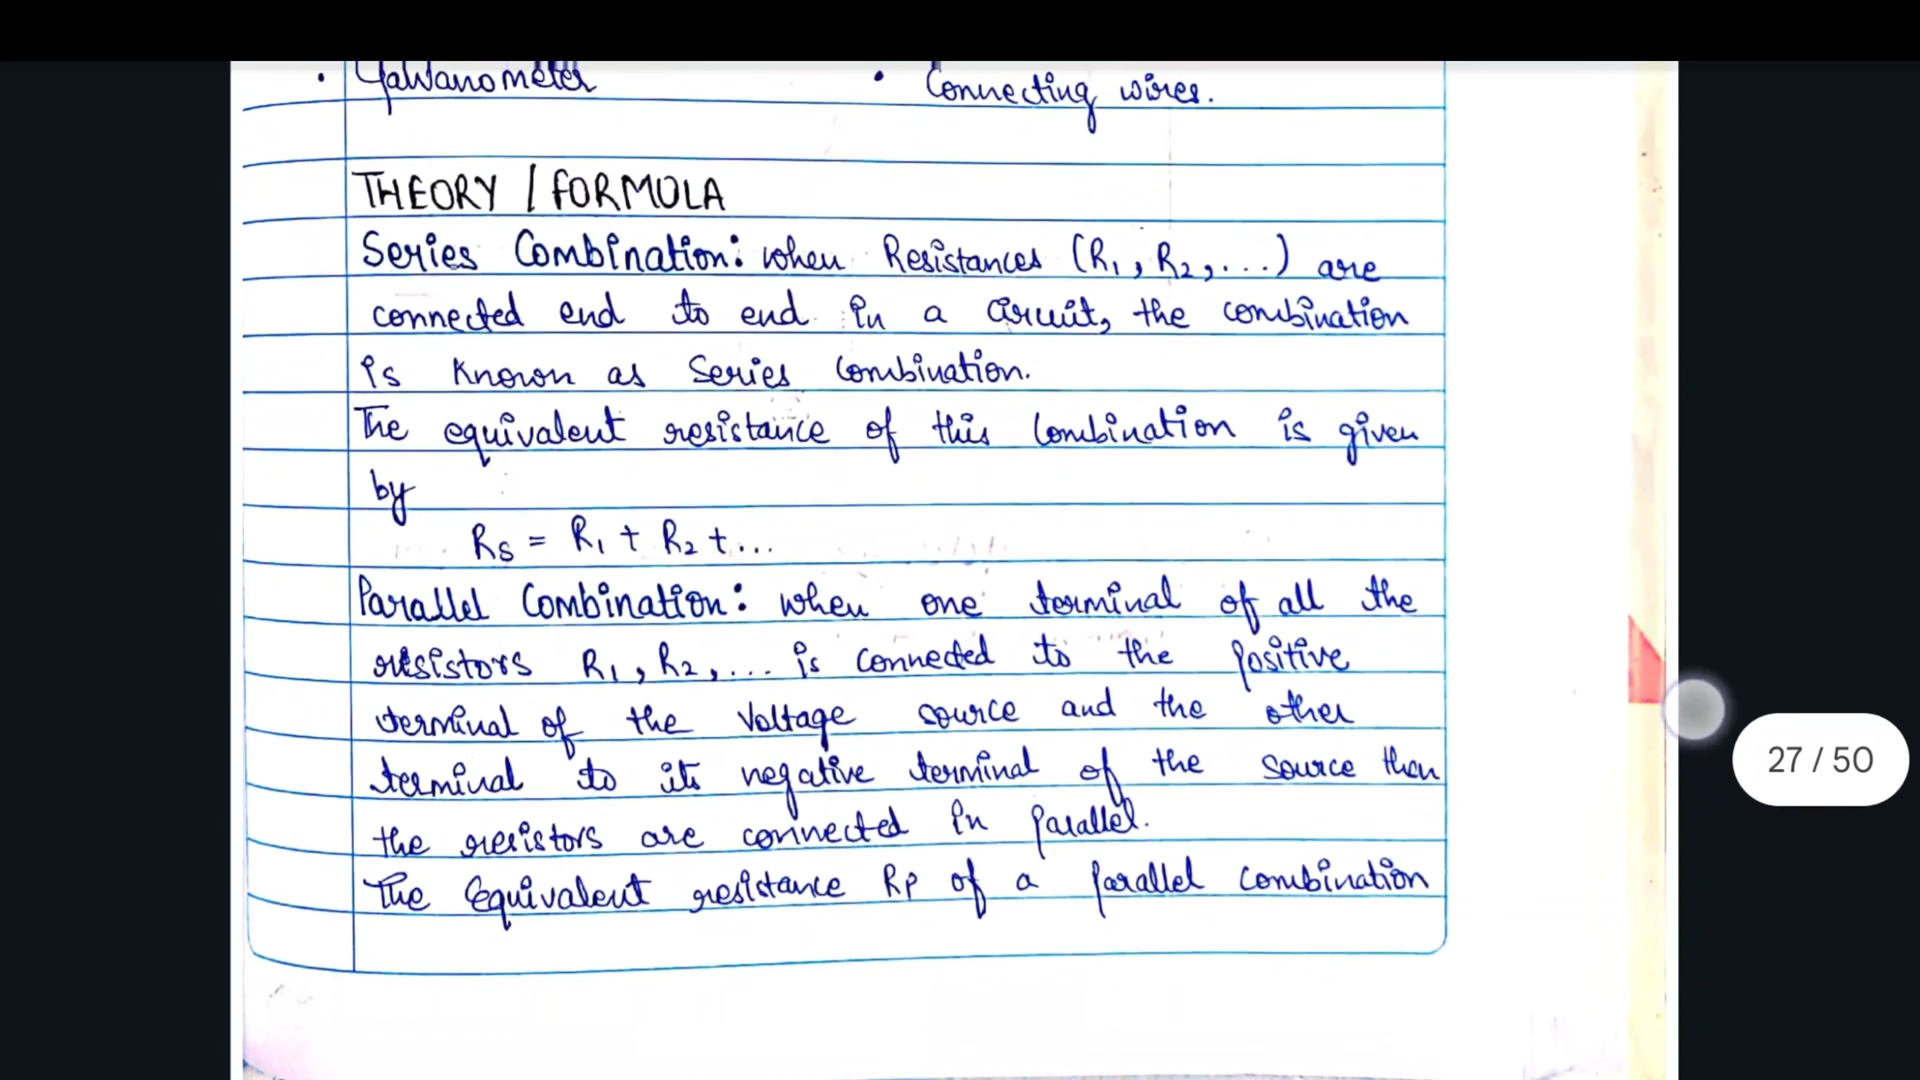 • Galvanometer • Connecting wires.
THEORY / FORMULA
Series Combination: when Resistances (R₁, R₂, ...) are
connected end to end in a circuit, the combination
is known as Series Combination.
The equivalent resistance of this Combination is given
by
Rs = R₁ + R₂ + ...
Parallel Combination: when one terminal of all the
resistors R₁, R₂, ... is connected to the positive
terminal of the Voltage source and the other
terminal to its negative terminal of the source then
the resistors are connected in parallel.
The Equivalent resistance Rp of a parallel combination
27 / 50